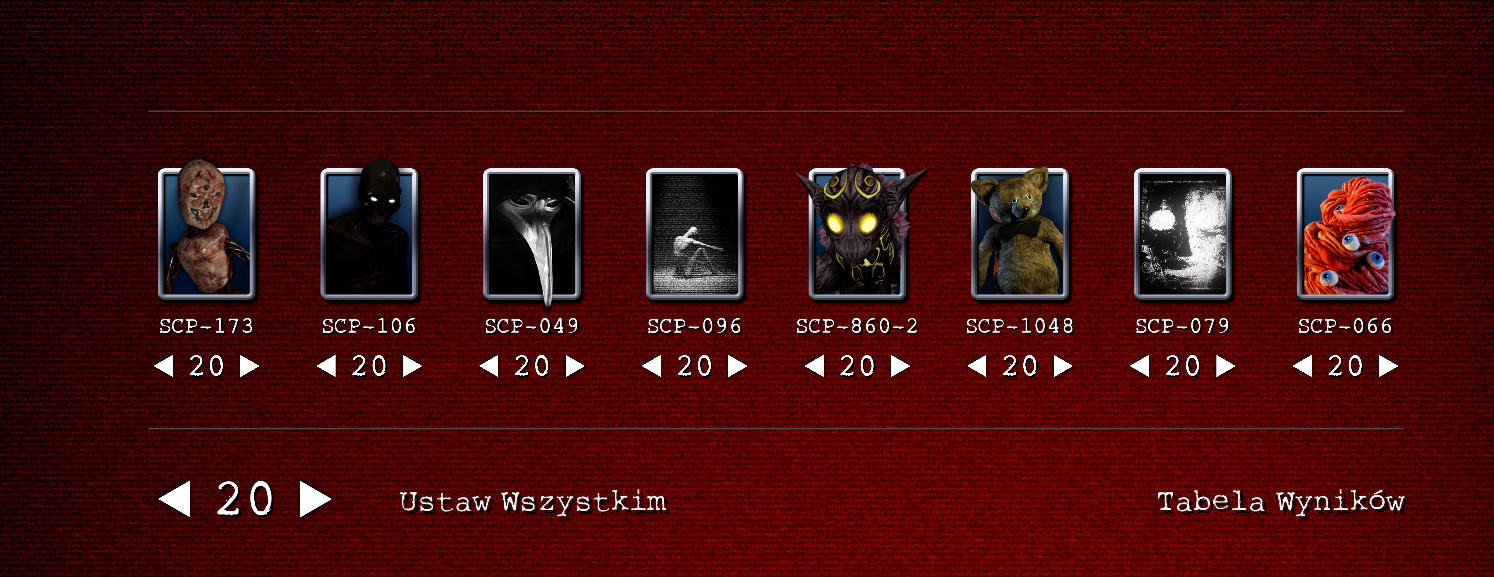 SCP-173 SCP-106 SCP-049 SCP-096 SCP-860-2 SCP-1048 SCP-079 SCP-066
20 20 20 20 20 20 20 20
20 Ustaw Wszystkim Tabela Wyników